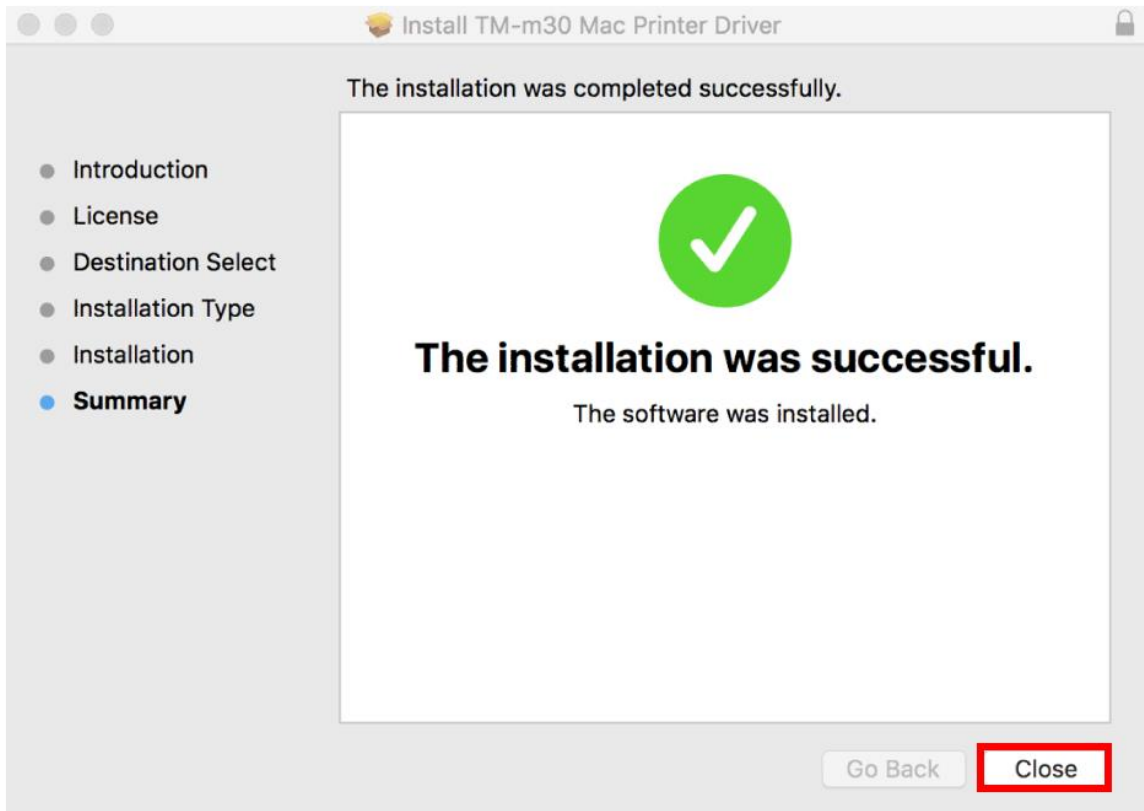 Install TM-m30 Mac Printer Driver
The installation was completed successfully.
Introduction
License
Destination Select
Installation Type
Installation
Summary
The installation was successful.
The software was installed.
Go Back
Close